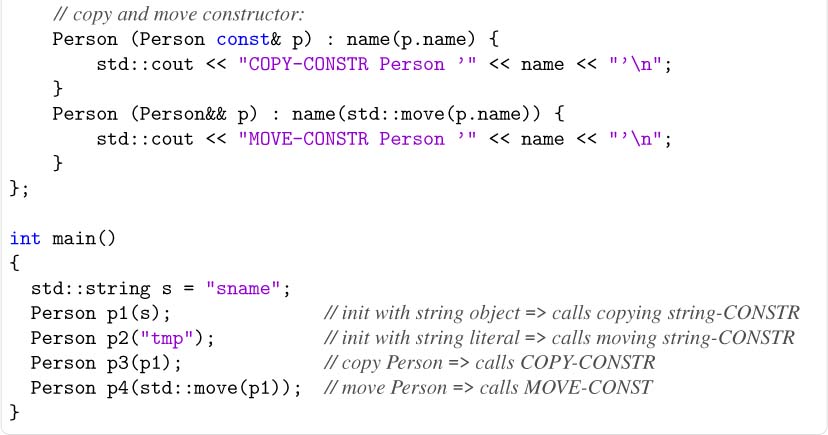 // copy and move constructor:
Person (Person const& p) : name(p.name) {
std::cout << "COPY-CONSTR Person '" << name << "'\n";
}
Person (Person&& p) : name(std::move(p.name)) {
std::cout << "MOVE-CONSTR Person '" << name << "'\n";
}
};
int main()
{
std::string s = "sname";
Person p1(s); // init with string object => calls copying string-CONSTR
Person p2("tmp"); // init with string literal => calls moving string-CONSTR
Person p3(p1); // copy Person => calls COPY-CONSTR
Person p4(std::move(p1)); // move Person => calls MOVE-CONST
}